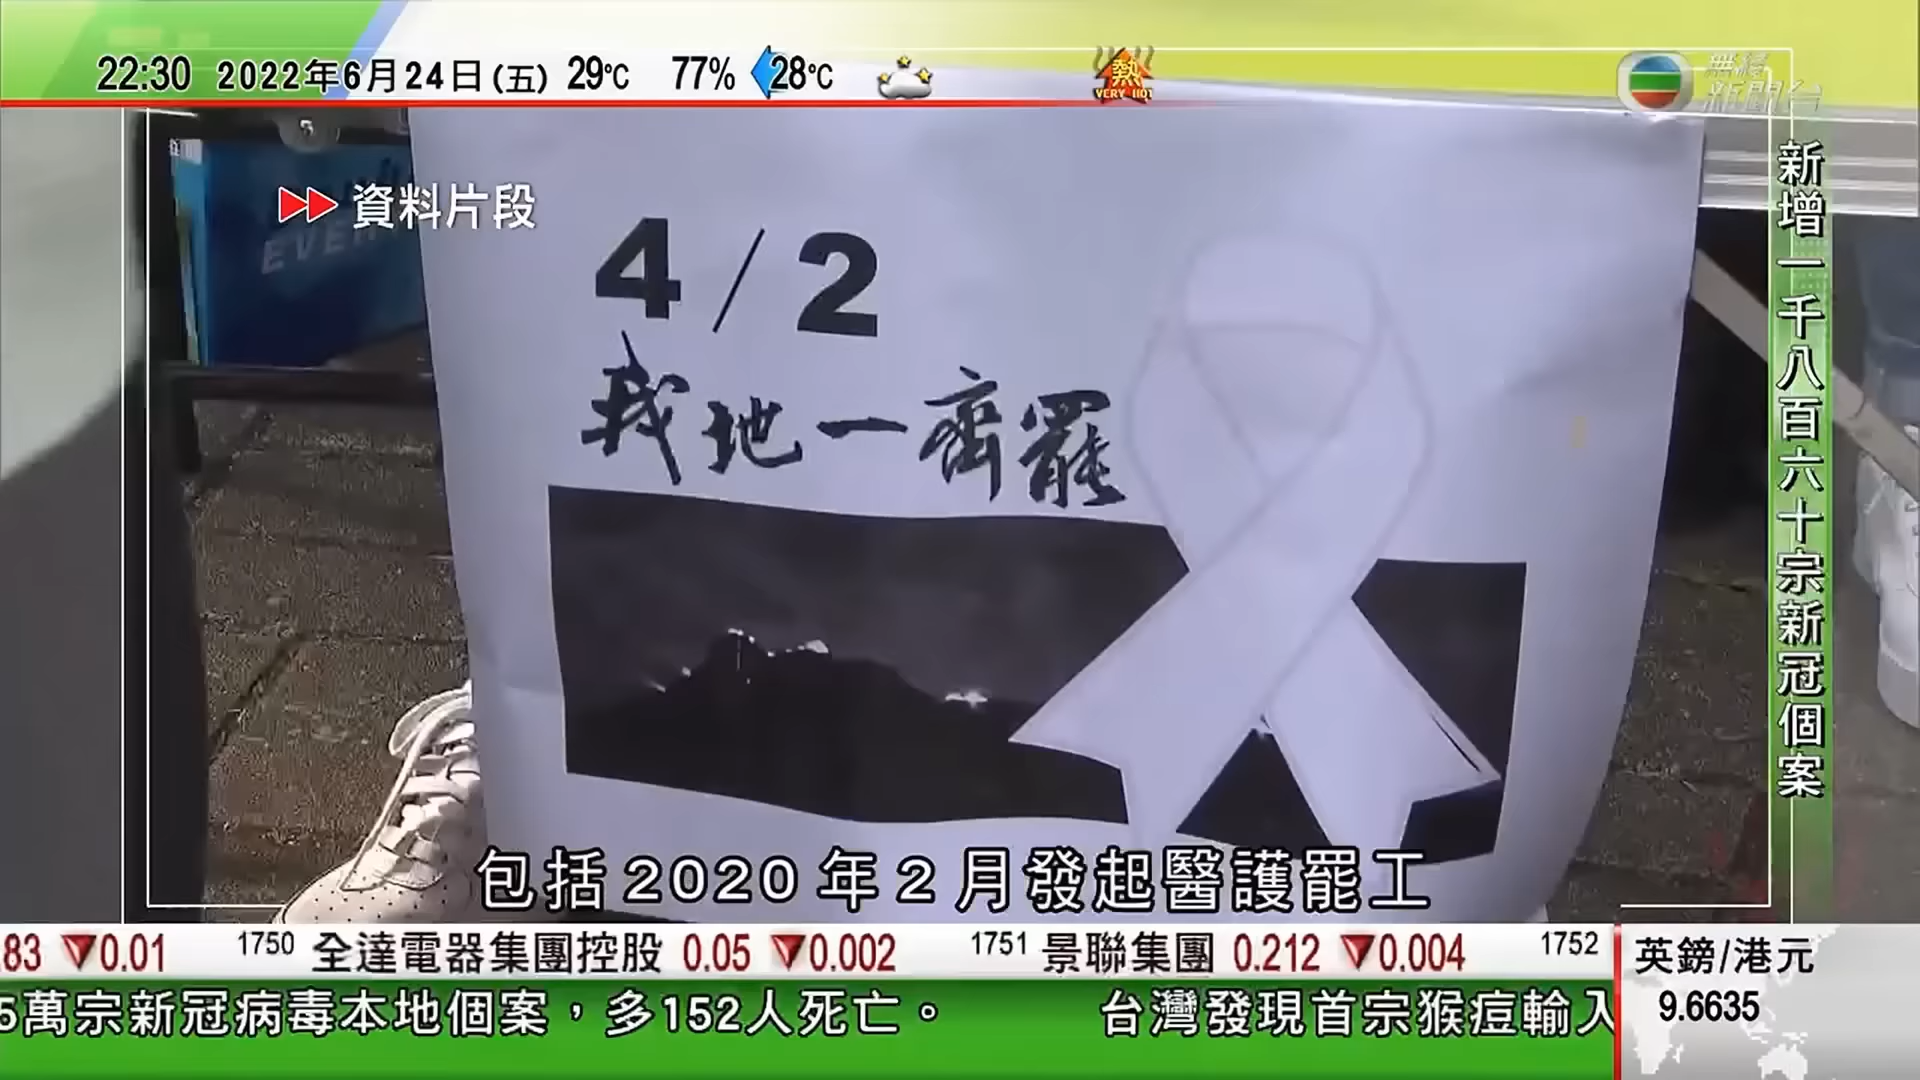 22:30 2022年6月24日(五) 29℃ 77% 28℃
熱
VERY HOT
無綫
新聞台
資料片段
EVE
4/2
我地一齊罷
新增一千八百六十宗新冠個案
包括2020年2月發起醫護罷工
.83 ▼0.01 1750 全達電器集團控股 0.05 ▼0.002 1751 景聯集團 0.212 ▼0.004 1752
英鎊/港元
9.6635
5萬宗新冠病毒本地個案，多152人死亡。 台灣發現首宗猴痘輸入